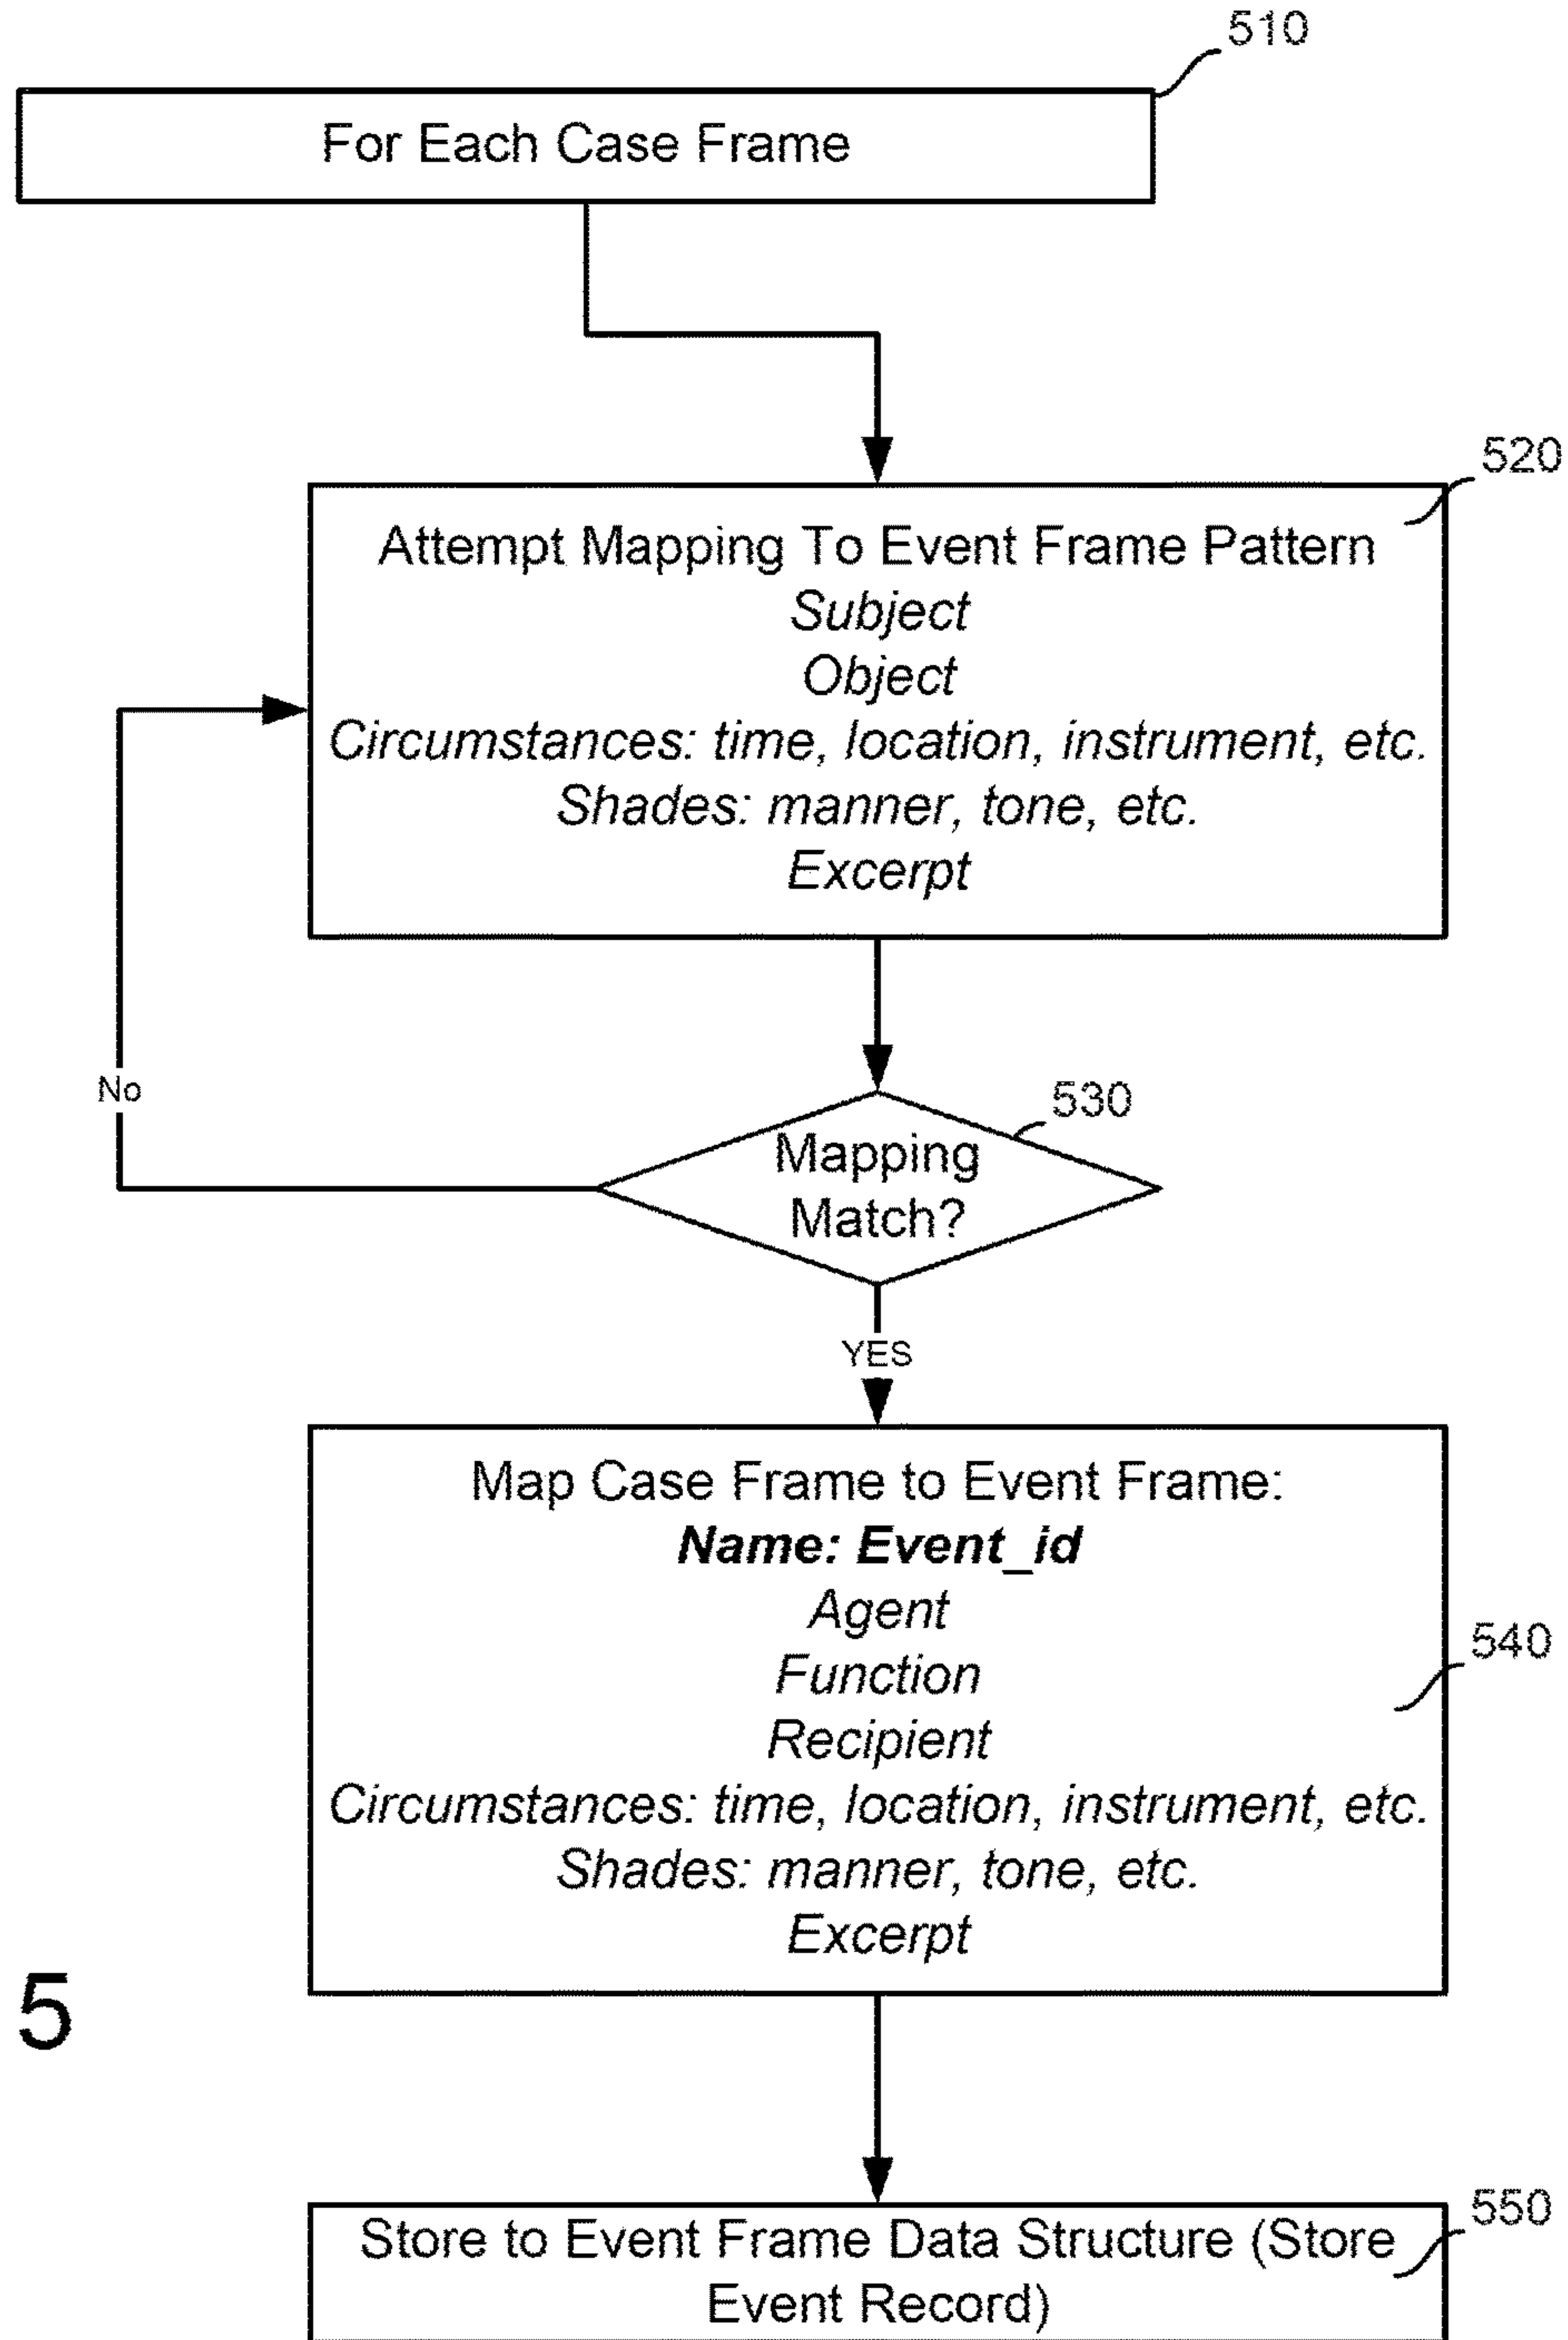 510
For Each Case Frame
520
Attempt Mapping To Event Frame Pattern
Subject
Object
Circumstances: time, location, instrument, etc.
Shades: manner, tone, etc.
Excerpt
No
530
Mapping
Match?
YES
Map Case Frame to Event Frame:
Name: Event_id
Agent
Function
540
Recipient
Circumstances: time, location, instrument, etc.
Shades: manner, tone, etc.
Excerpt
5
550
Store to Event Frame Data Structure (Store
Event Record)